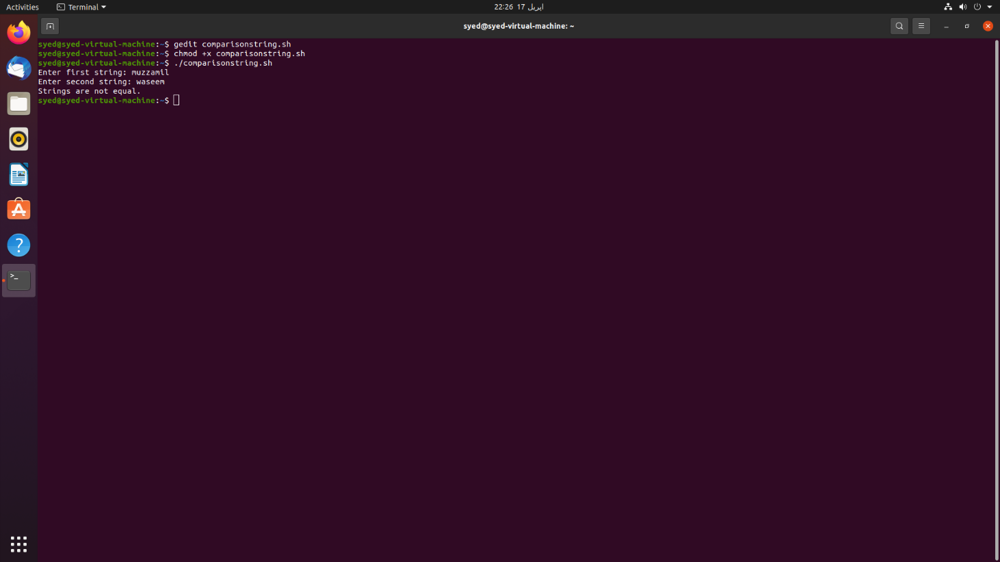 Activities
Terminal
22:26 17 اپریل
syed@syed-virtual-machine: ~
syed@syed-virtual-machine:~$ gedit comparisonstring.sh
syed@syed-virtual-machine:~$ chmod +x comparisonstring.sh
syed@syed-virtual-machine:~$ ./comparisonstring.sh
Enter first string: muzzamil
Enter second string: waseem
Strings are not equal.
syed@syed-virtual-machine:~$